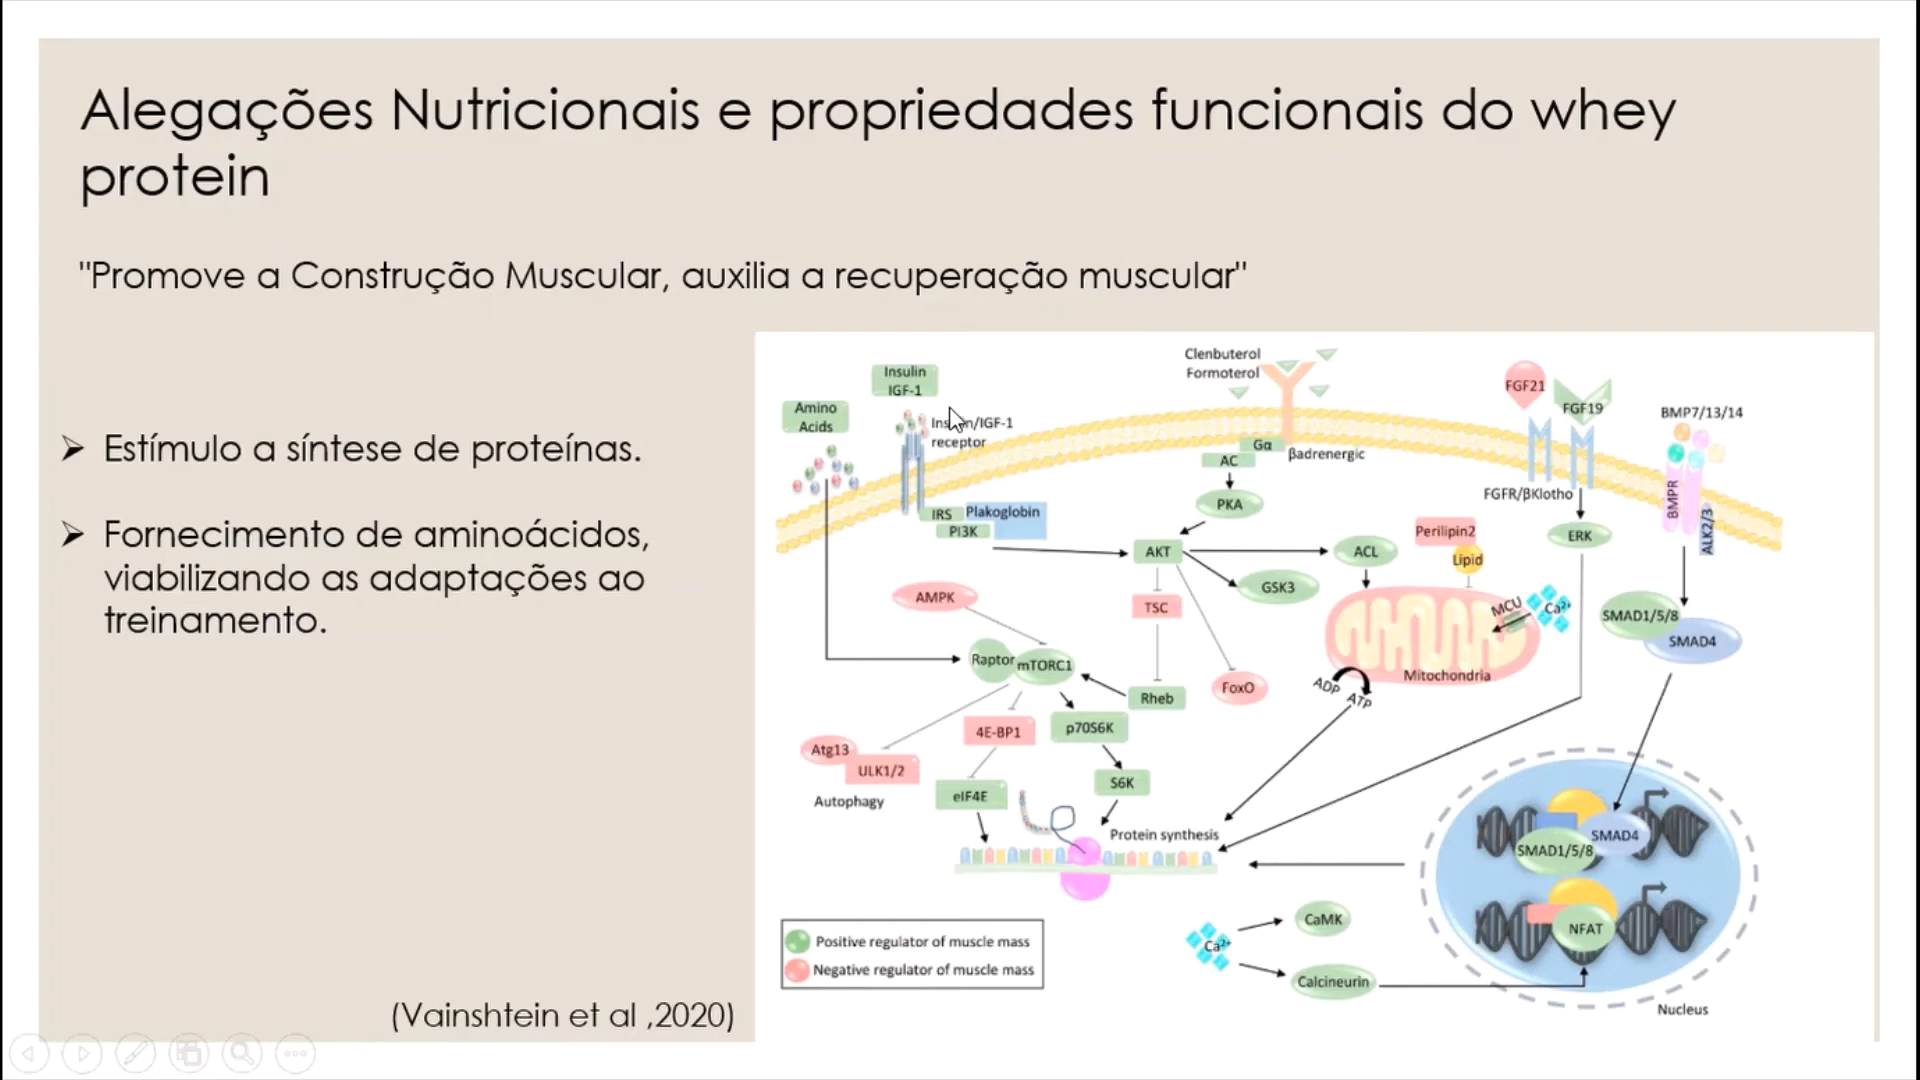 Alegações Nutricionais e propriedades funcionais do whey
protein
"Promove a Construção Muscular, auxilia a recuperação muscular"
➢ Estímulo a síntese de proteínas.
➢ Fornecimento de aminoácidos,
viabilizando as adaptações ao
treinamento.
(Vainshtein et al ,2020)
Insulin
IGF-1
Amino
Acids
/IGF-1
receptor
Clenbuterol
Formoterol
Gα
AC
βadrenergic
PKA
FGF21
FGF19
FGFR/βKlotho
ERK
BMP7/13/14
BMPR
ALK2/3
IRS
Plakoglobin
PI3K
AKT
ACL
GSK3
Perilipin2
Lipid
MCU
Ca²⁺
Mitochondria
ADP
ATP
SMAD1/5/8
SMAD4
AMPK
TSC
Raptor
mTORC1
Rheb
FoxO
4E-BP1
p70S6K
Atg13
ULK1/2
Autophagy
eIF4E
S6K
Protein synthesis
SMAD4
SMAD1/5/8
NFAT
Nucleus
Ca²⁺
CaMK
Calcineurin
Positive regulator of muscle mass
Negative regulator of muscle mass